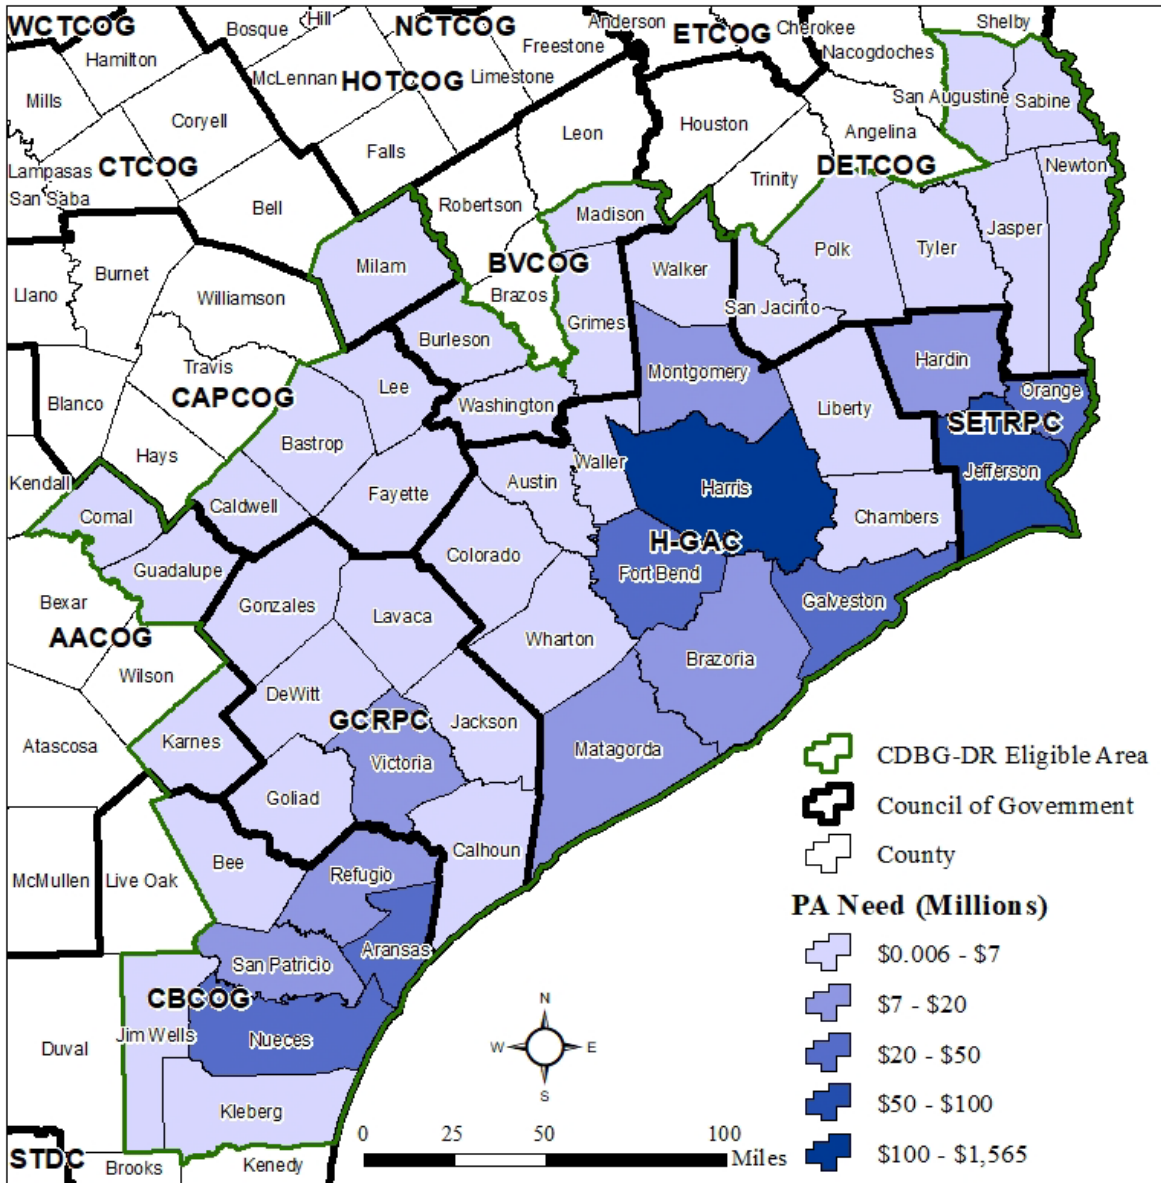 WCTCOG
Hill
Bosque
NCTCOG
Anderson
ETCOG
Cherokee
Shelby
Hamilton
Freestone
Nacogdoches
McLennan
HOTCOG
Limestone
Mills
San Augustine
Sabine
Coryell
Leon
Houston
Angelina
Falls
Lampasas
CTCOG
DETCOG
Newton
San Saba
Trinity
Bell
Robertson
Madison
Jasper
Polk
Tyler
Milam
BVCOG
Walker
Burnet
Llano
Williamson
Brazos
San Jacinto
Grimes
Burleson
Travis
Hardin
Montgomery
Lee
Orange
CAPCOG
Blanco
Washington
Liberty
SETRPC
Bastrop
Hays
Waller
Jefferson
Kendall
Austin
Harris
Fayette
Caldwell
Comal
Chambers
H-GAC
Colorado
Guadalupe
Fort Bend
Bexar
Gonzales
Galveston
Lavaca
AACOG
Wharton
Brazoria
Wilson
DeWitt
GCRPC
Jackson
Karnes
Atascosa
Matagorda
Victoria
CDBG-DR Eligible Area
Goliad
Council of Government
Calhoun
County
Bee
Refugio
McMullen
Live Oak
PA Need (Millions)
Aransas
$0.006 - $7
San Patricio
CBCOG
$7 - $20
Jim Wells
Nueces
Duval
N
W
E
S
$20 - $50
Kleberg
$50 - $100
0
25
50
100
Miles
$100 - $1,565
STDC
Brooks
Kenedy